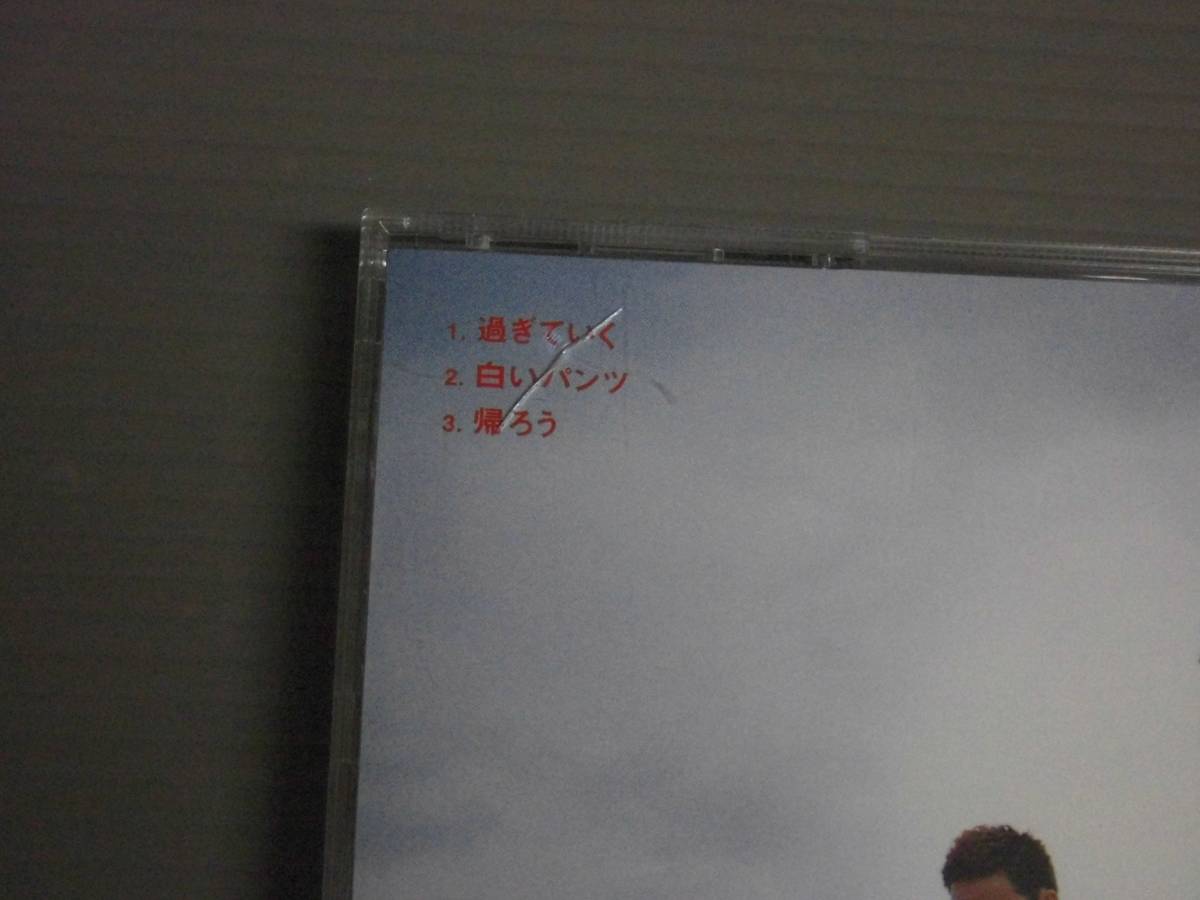 1. 過ぎていく
2. 白いパンツ
3. 帰ろう